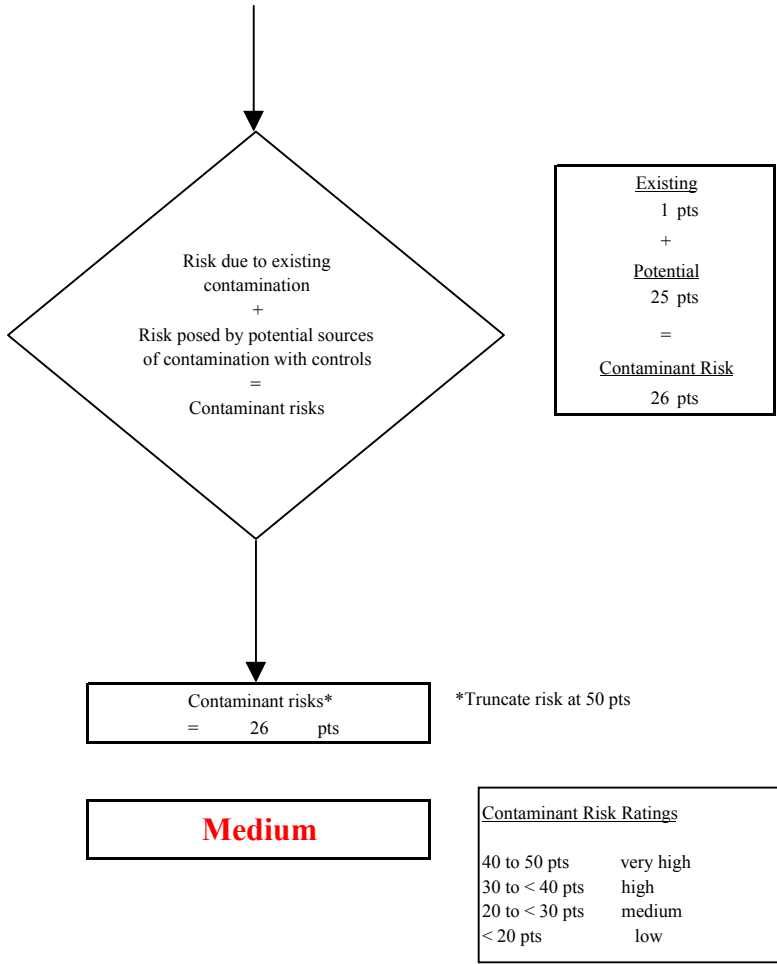 Risk due to existing
contamination
+
Risk posed by potential sources
of contamination with controls
=
Contaminant risks
Existing
1 pts
+
Potential
25 pts
=
Contaminant Risk
26 pts
Contaminant risks*
= 26 pts
*Truncate risk at 50 pts
Medium
Contaminant Risk Ratings
40 to 50 pts very high
30 to < 40 pts high
20 to < 30 pts medium
< 20 pts low